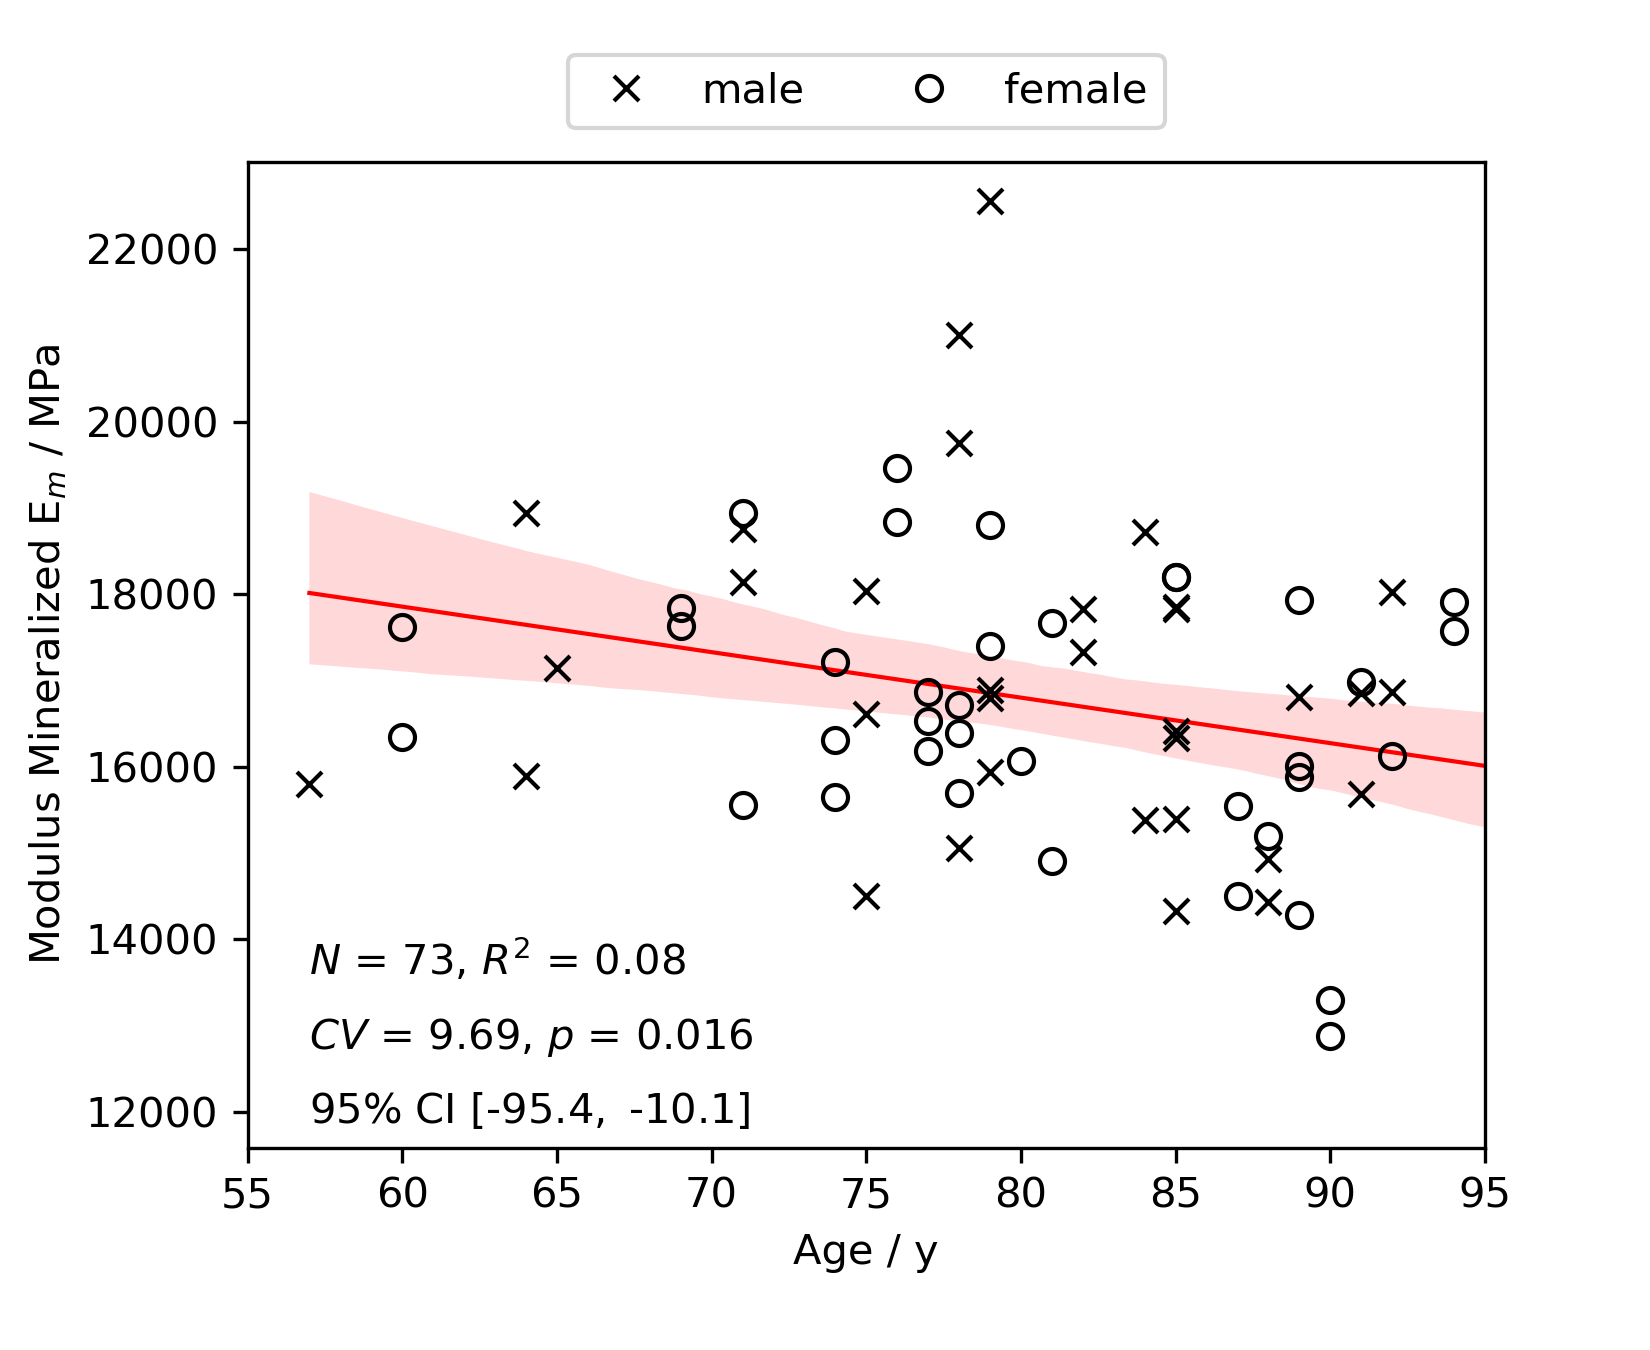 male female
22000
20000
18000
16000
14000
12000
Modulus Mineralized E_m / MPa
N = 73, R² = 0.08
CV = 9.69, p = 0.016
95% CI [-95.4, -10.1]
55 60 65 70 75 80 85 90 95
Age / y